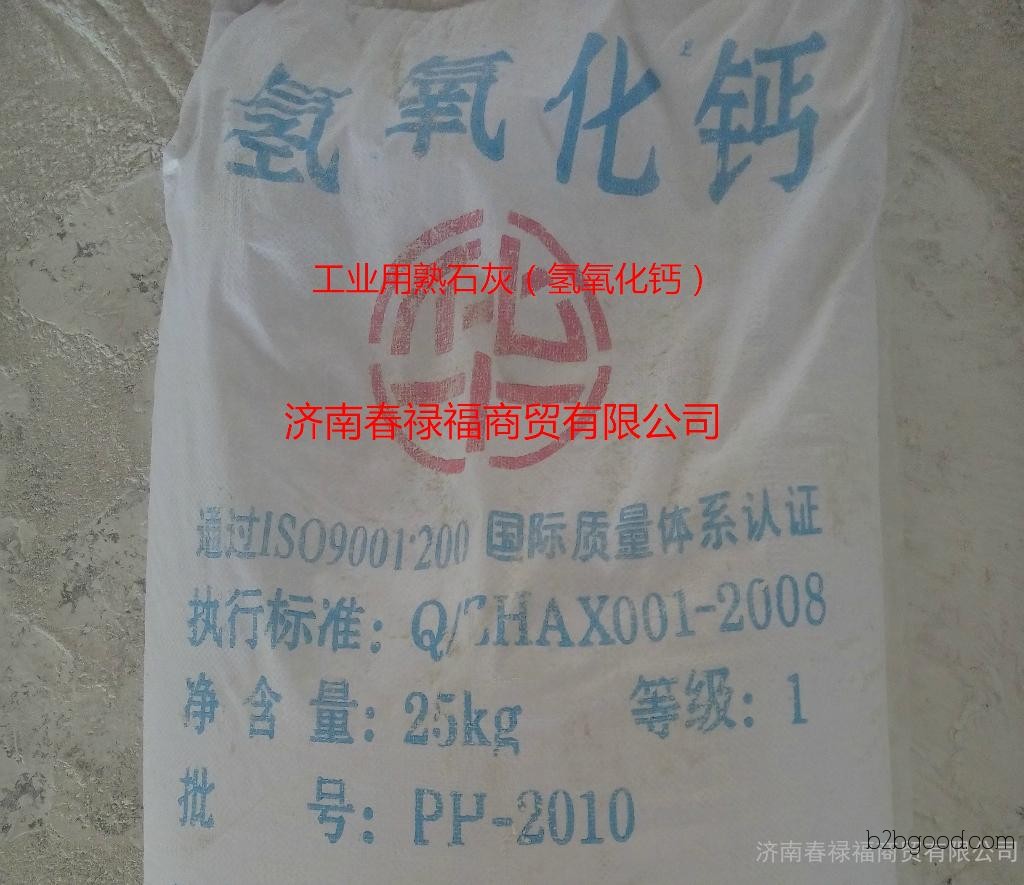 氢氧化钙
工业用熟石灰（氢氧化钙）
济南春禄福商贸有限公司
通过ISO9001:200 国际质量体系认证
执行标准：Q/CHAX001-2008
净含量：25kg 等级：1
批号：PH-2010
b2bgood.com
济南春禄福商贸有限公司